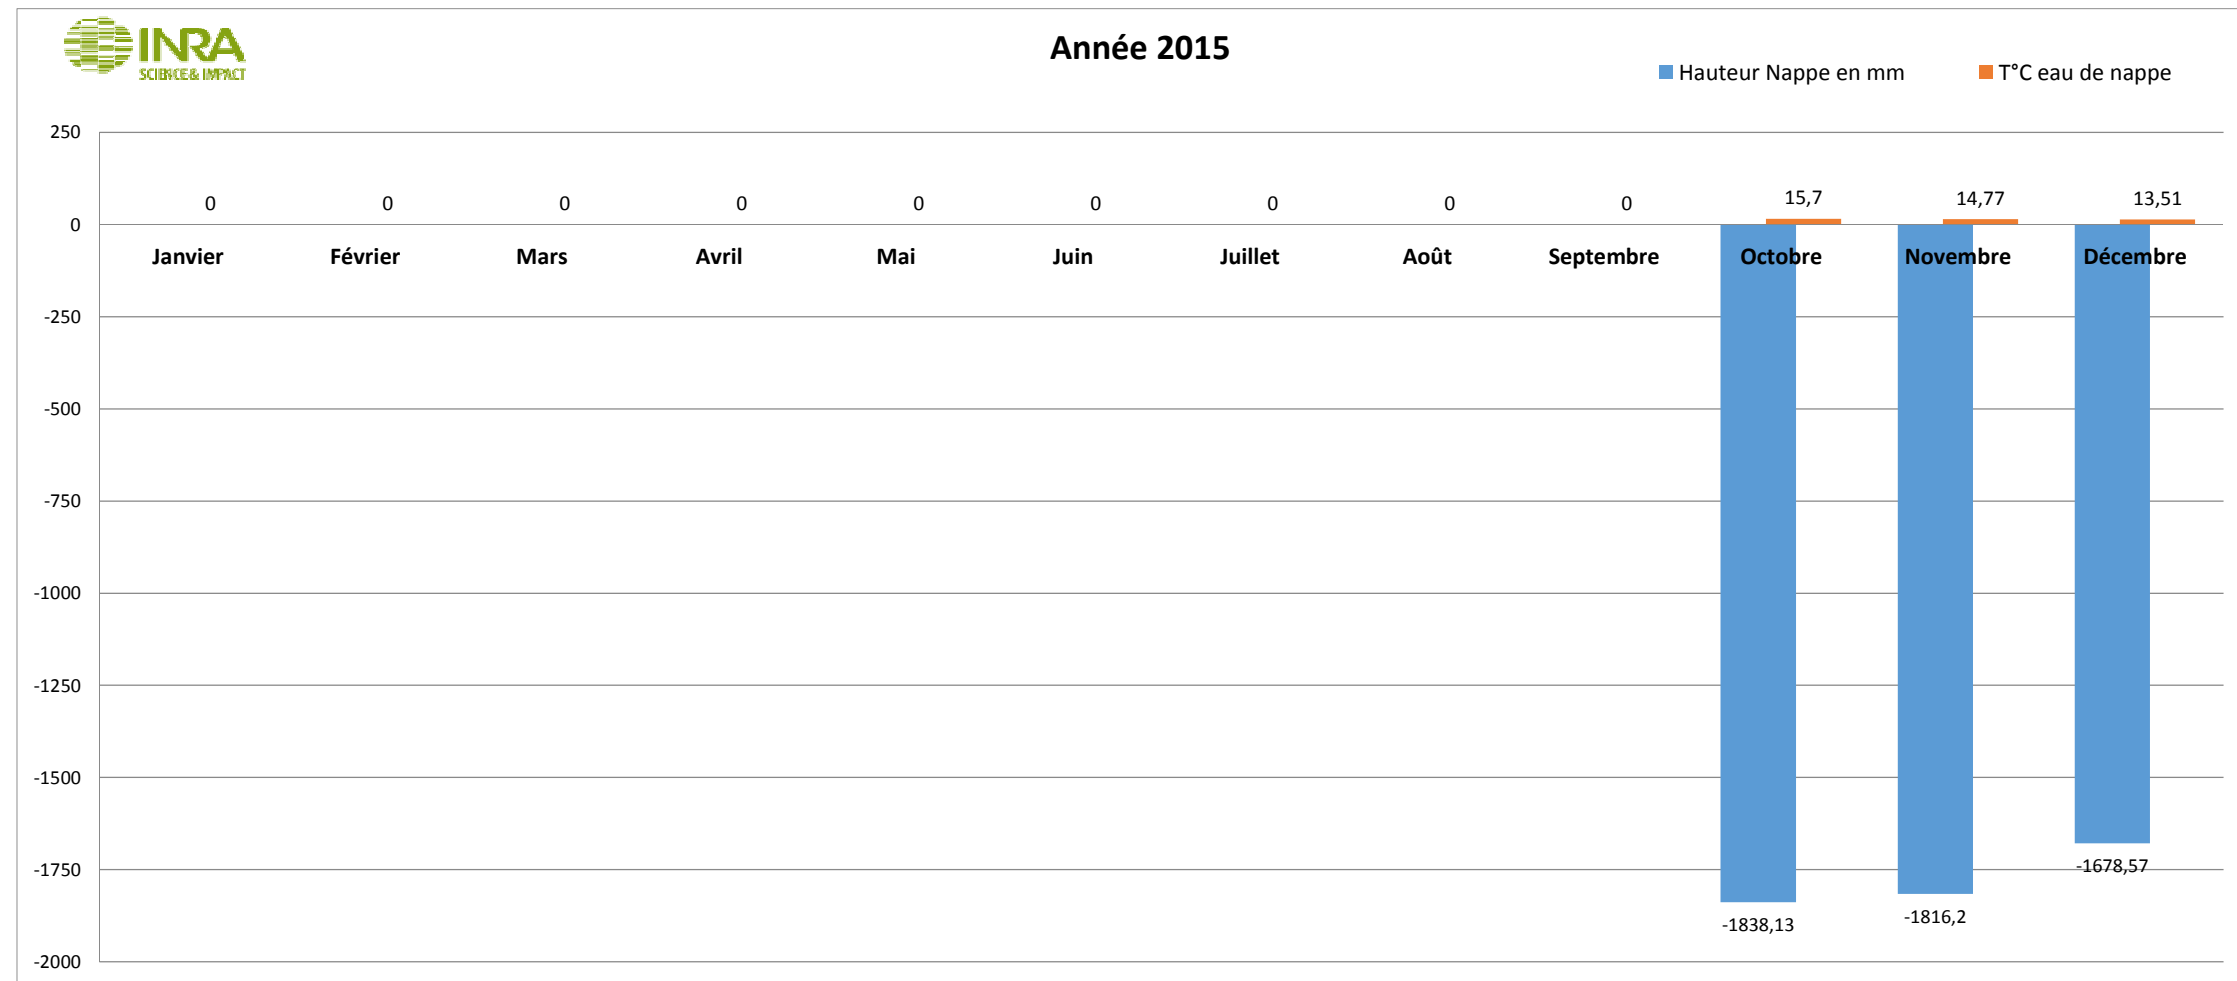 INRA
SCIENCE & IMPACT
Année 2015
Hauteur Nappe en mm
T°C eau de nappe
250
0 0 0 0 0 0 0 0 0 15,7 14,77 13,51
0
Janvier Février Mars Avril Mai Juin Juillet Août Septembre Octobre Novembre Décembre
-250
-500
-750
-1000
-1250
-1500
-1750
-1678,57
-1838,13 -1816,2
-2000